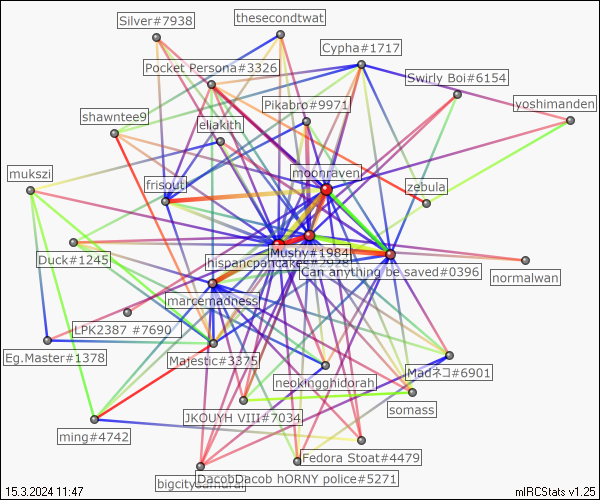 Silver#7938
thesecondtwat
Cypha#1717
Pocket Persona#3326
Swirly Boi#6154
Pikabro#9971
yoshimanden
shawntee9
eliakith
moonraven
mukszi
frisout
zebula
Mushy#1984
Duck#1245
hispanicpancakes#2928
Can anything be saved#0396
normalwan
marcemadness
LPK2387 #7690
Eg.Master#1378
Majestic#3375
Madネコ#6901
neokingghidorah
somass
JKOUYH VIII#7034
ming#4742
Fedora Stoat#4479
DacobDacob hORNY police#5271
bigcitysamurai
15.3.2024 11:47
mIRCStats v1.25